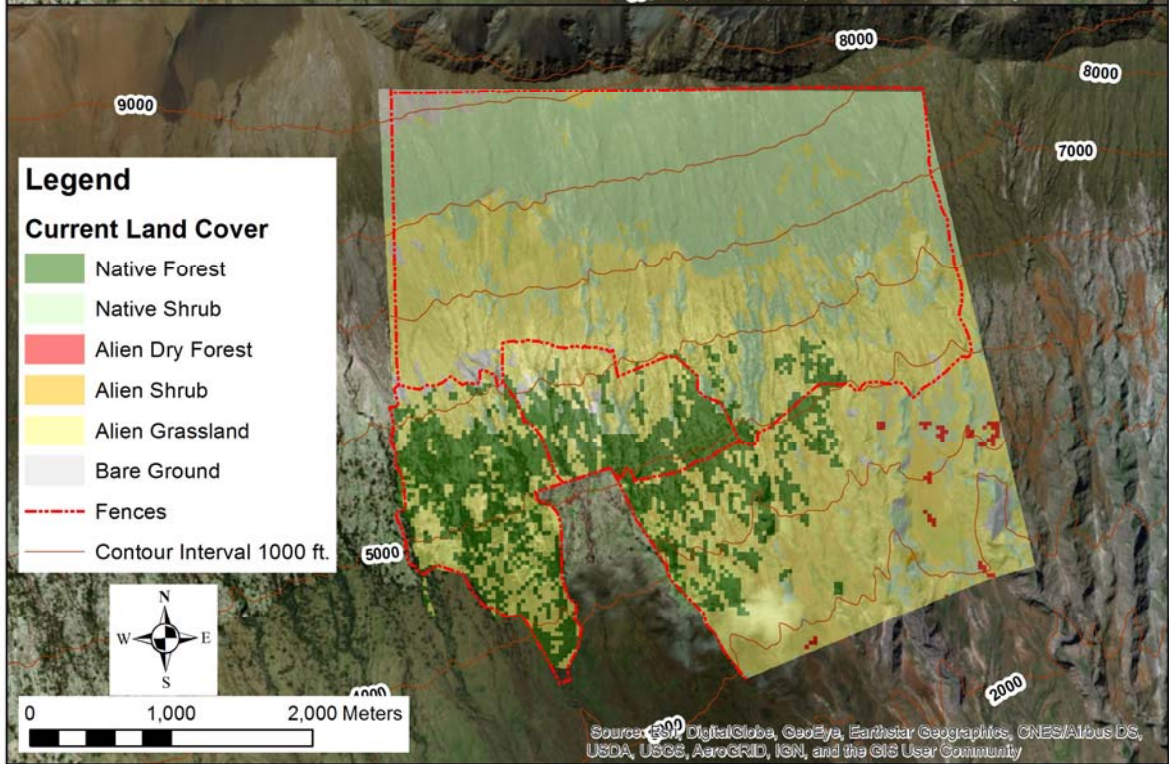 8000
8000
9000
7000
Legend
Current Land Cover
Native Forest
Native Shrub
Alien Dry Forest
Alien Shrub
Alien Grassland
Bare Ground
Fences
Contour Interval 1000 ft.
5000
N
W E
S
2000
0 1,000 2,000 Meters
Source: Esri, DigitalGlobe, GeoEye, Earthstar Geographics, CNES/Airbus DS,
USDA, USGS, AeroGRID, IGN, and the GIS User Community